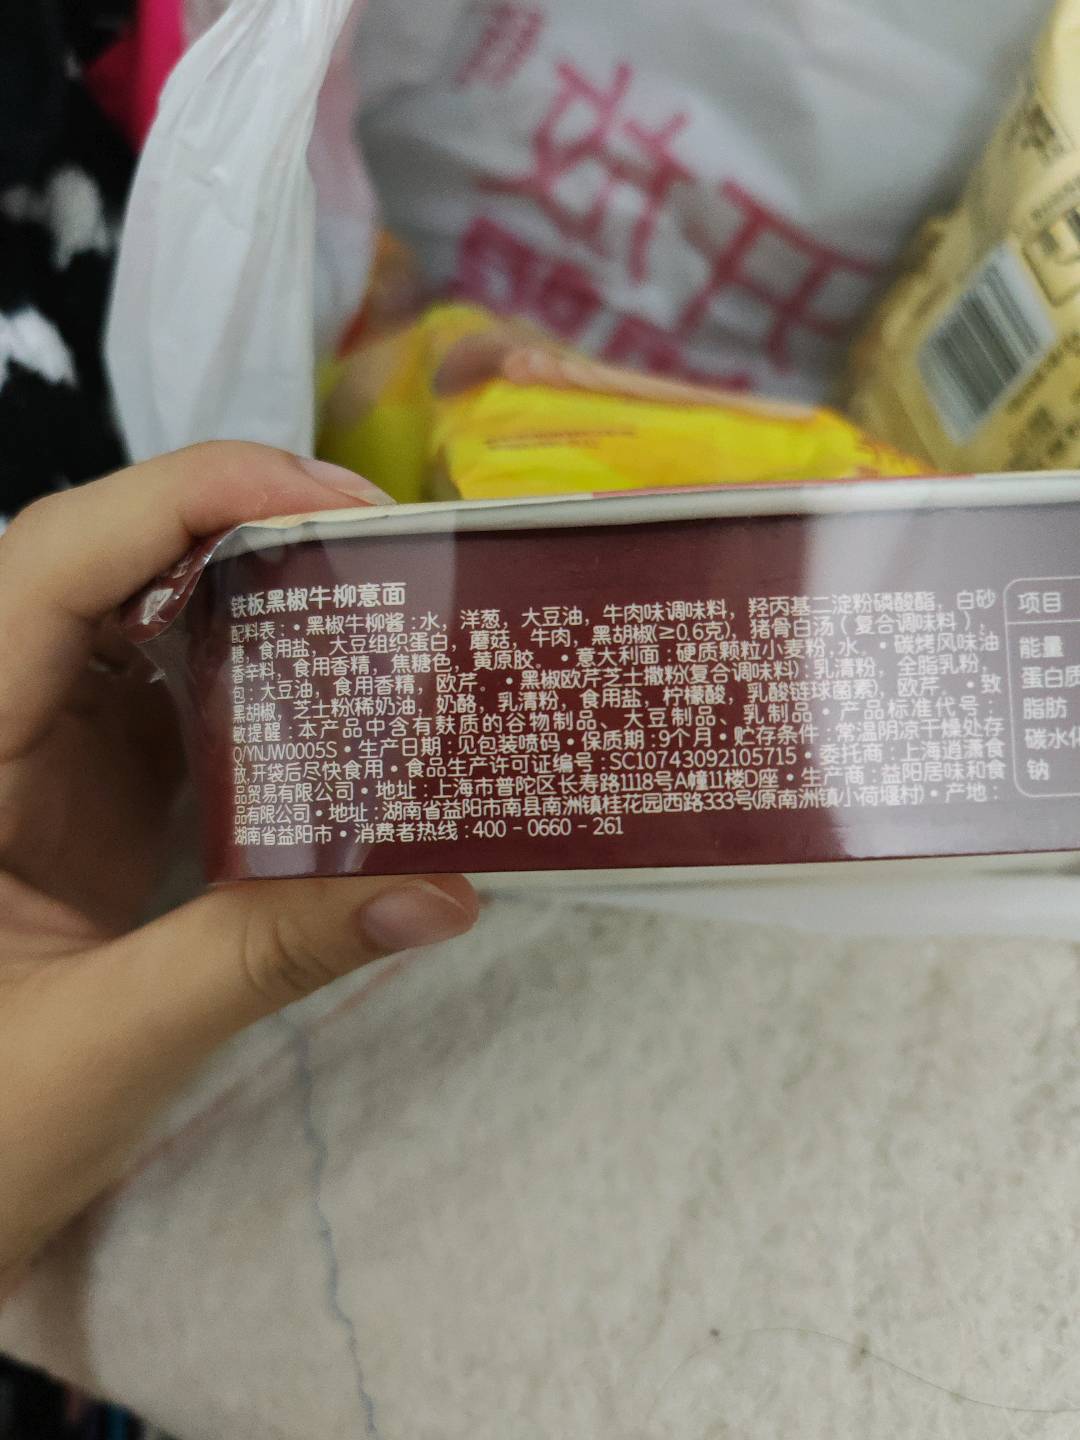 好
铁板黑椒牛柳意面
配料表：• 黑椒牛柳酱：水，洋葱，大豆油，牛肉味调味料，羟丙基二淀粉磷酸酯，白砂
糖，食用盐，大豆组织蛋白，蘑菇，牛肉，黑胡椒(≥0.6克)，猪骨白汤（复合调味料），
香辛料，食用香精，焦糖色，黄原胶。• 意大利面：硬质颗粒小麦粉，水。• 碳烤风味油
包：大豆油，食用香精，欧芹。• 黑椒欧芹芝士撒粉(复合调味料)：乳清粉，全脂乳粉，
黑胡椒，芝士粉(稀奶油，奶酪，乳清粉，食用盐，柠檬酸，乳酸链球菌素)，欧芹。• 致
敏提醒：本产品中含有麸质的谷物制品、大豆制品、乳制品 • 产品标准代号：
Q/YNJW0005S • 生产日期：见包装喷码 • 保质期：9个月 • 贮存条件：常温阴凉干燥处存
放，开袋后尽快食用 • 食品生产许可证编号：SC10743092105715 • 委托商：上海逍潇食
品贸易有限公司 • 地址：上海市普陀区长寿路1118号A幢11楼D座 • 生产商：益阳居味和食
品有限公司 • 地址：湖南省益阳市南县南洲镇桂花园西路333号(原南洲镇小荷堰村) • 产地：
湖南省益阳市 • 消费者热线：400 - 0660 - 261
项目
能量
蛋白质
脂肪
碳水
钠